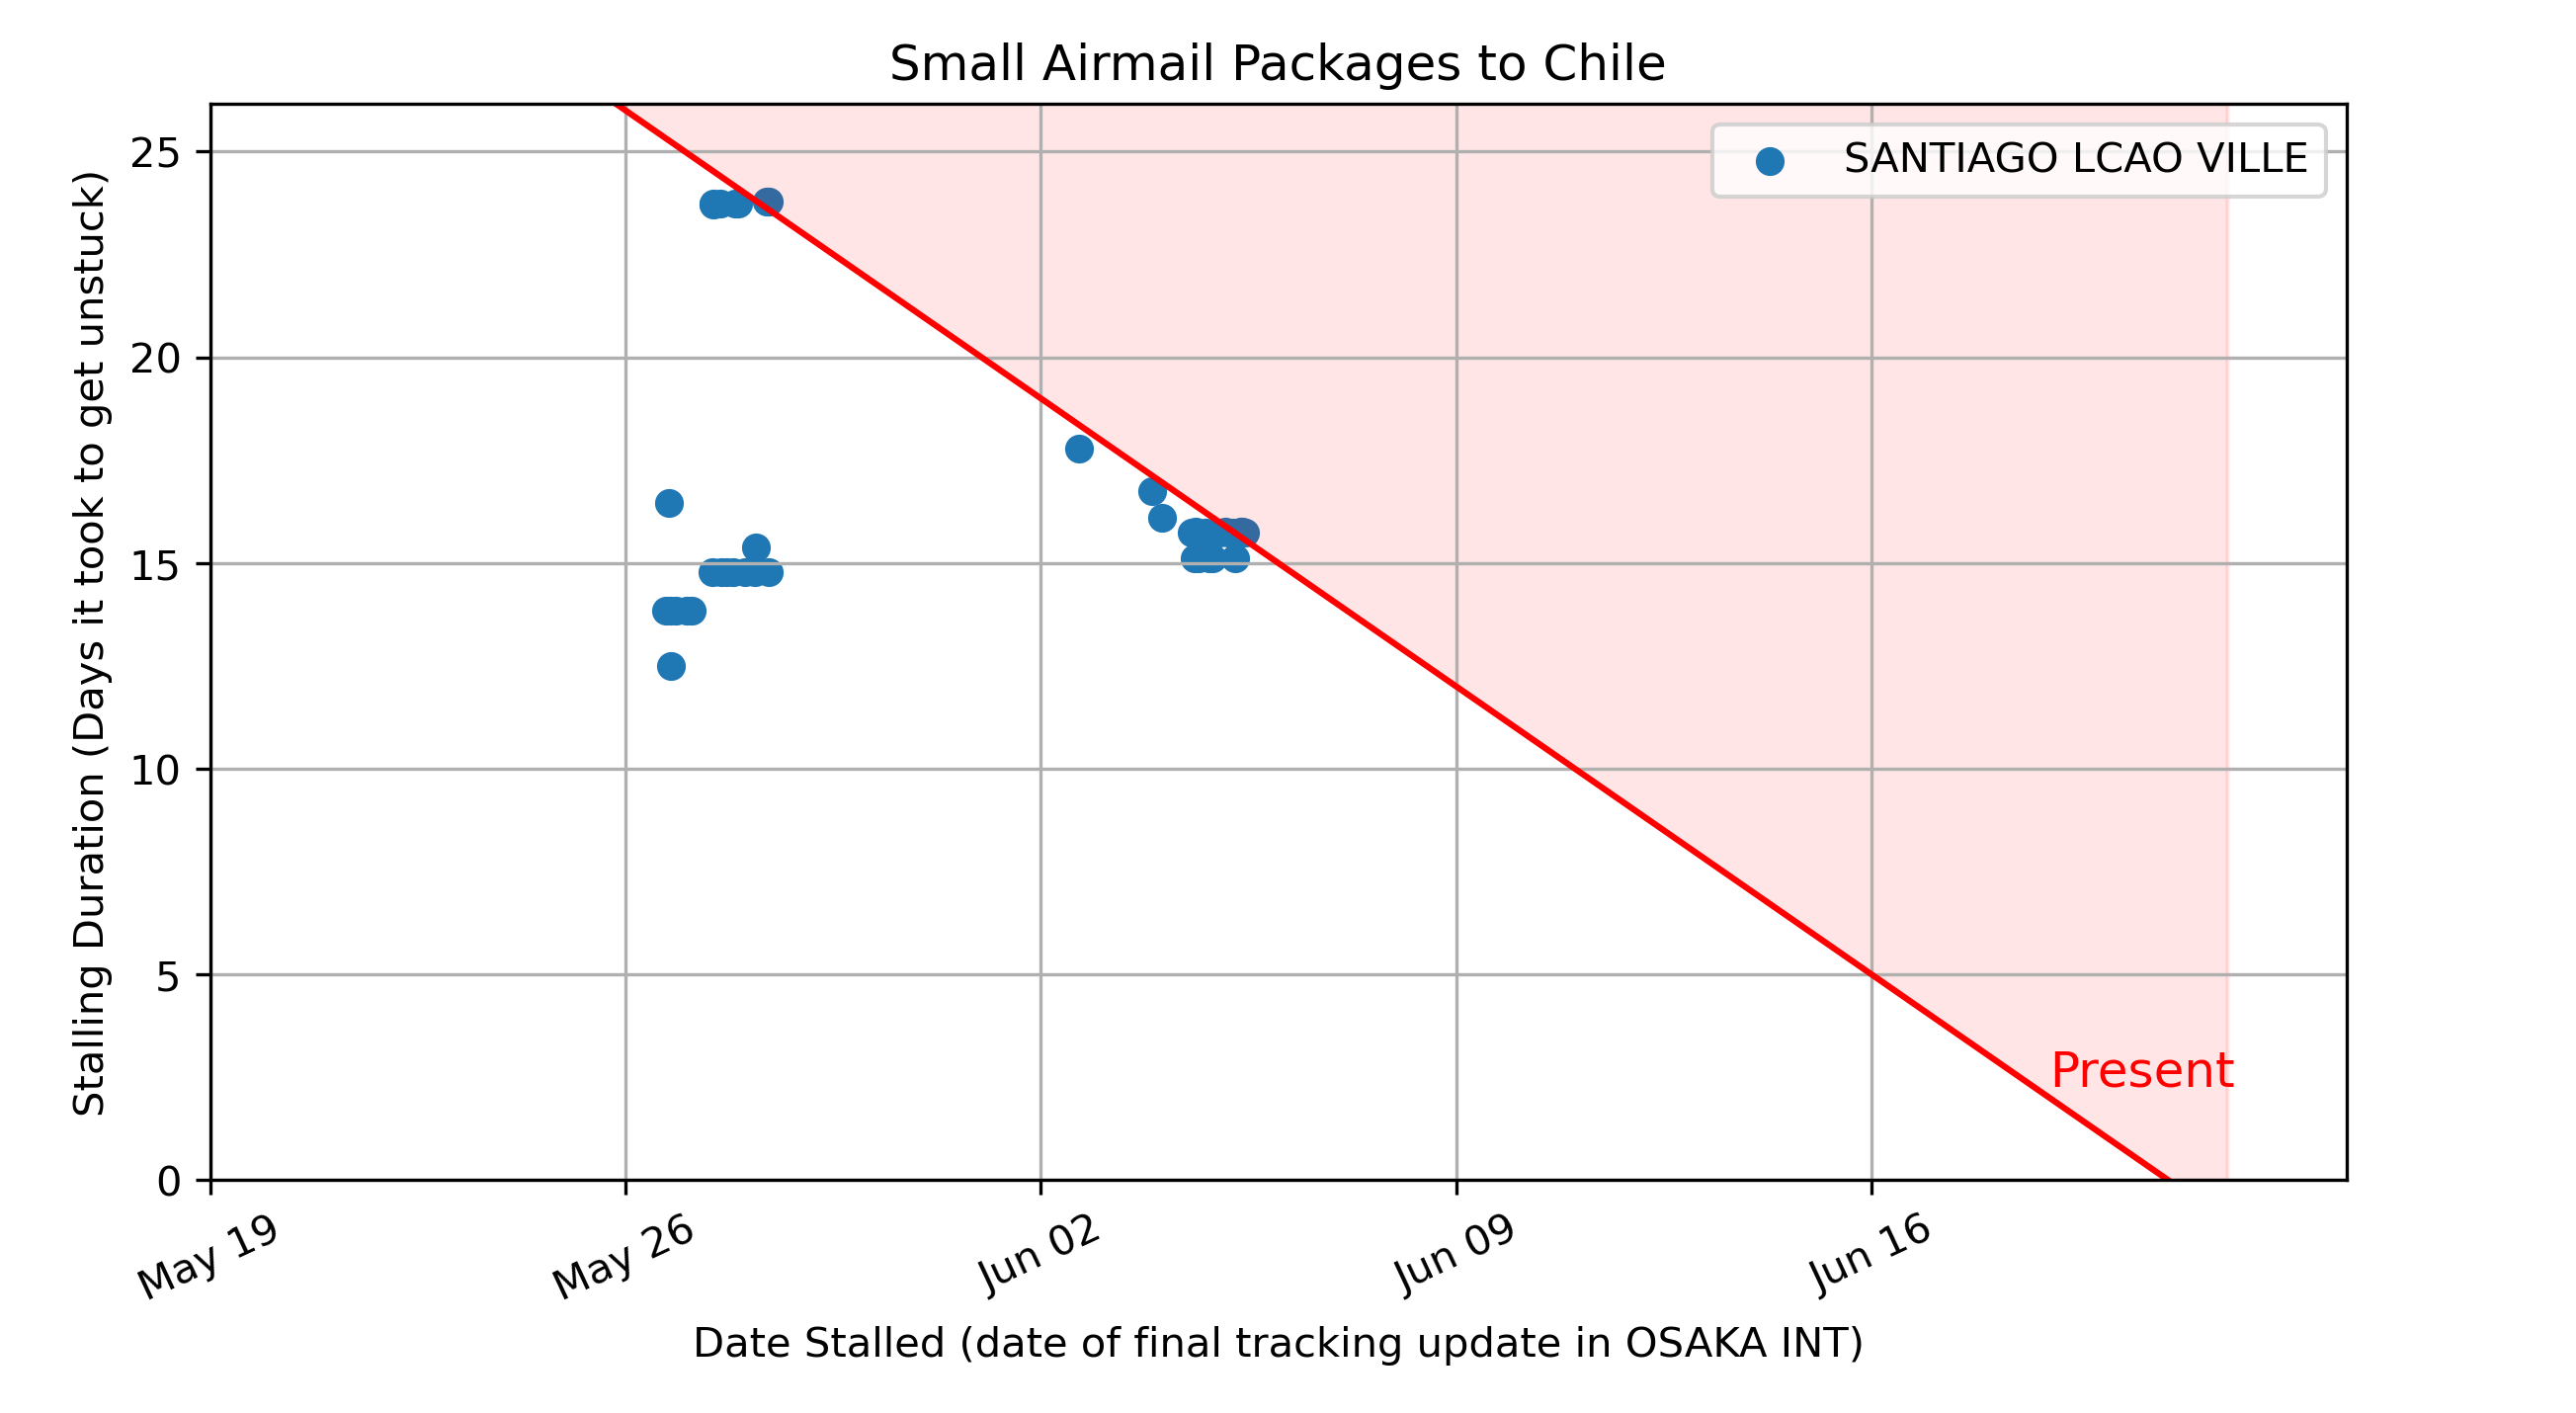 Small Airmail Packages to Chile
SANTIAGO LCAO VILLE
Stalling Duration (Days it took to get unstuck)
25
20
15
10
5
0
Present
May 19
May 26
Jun 02
Jun 09
Jun 16
Date Stalled (date of final tracking update in OSAKA INT)